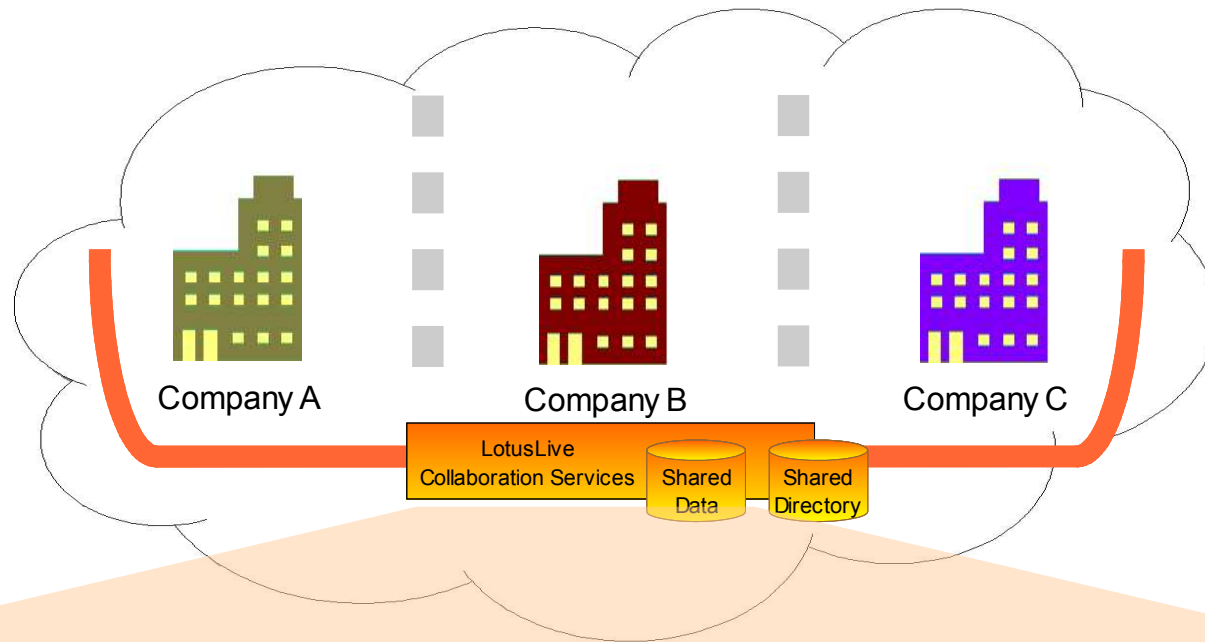 Company A
Company B
Company C
LotusLive
Collaboration Services
Shared
Data
Shared
Directory